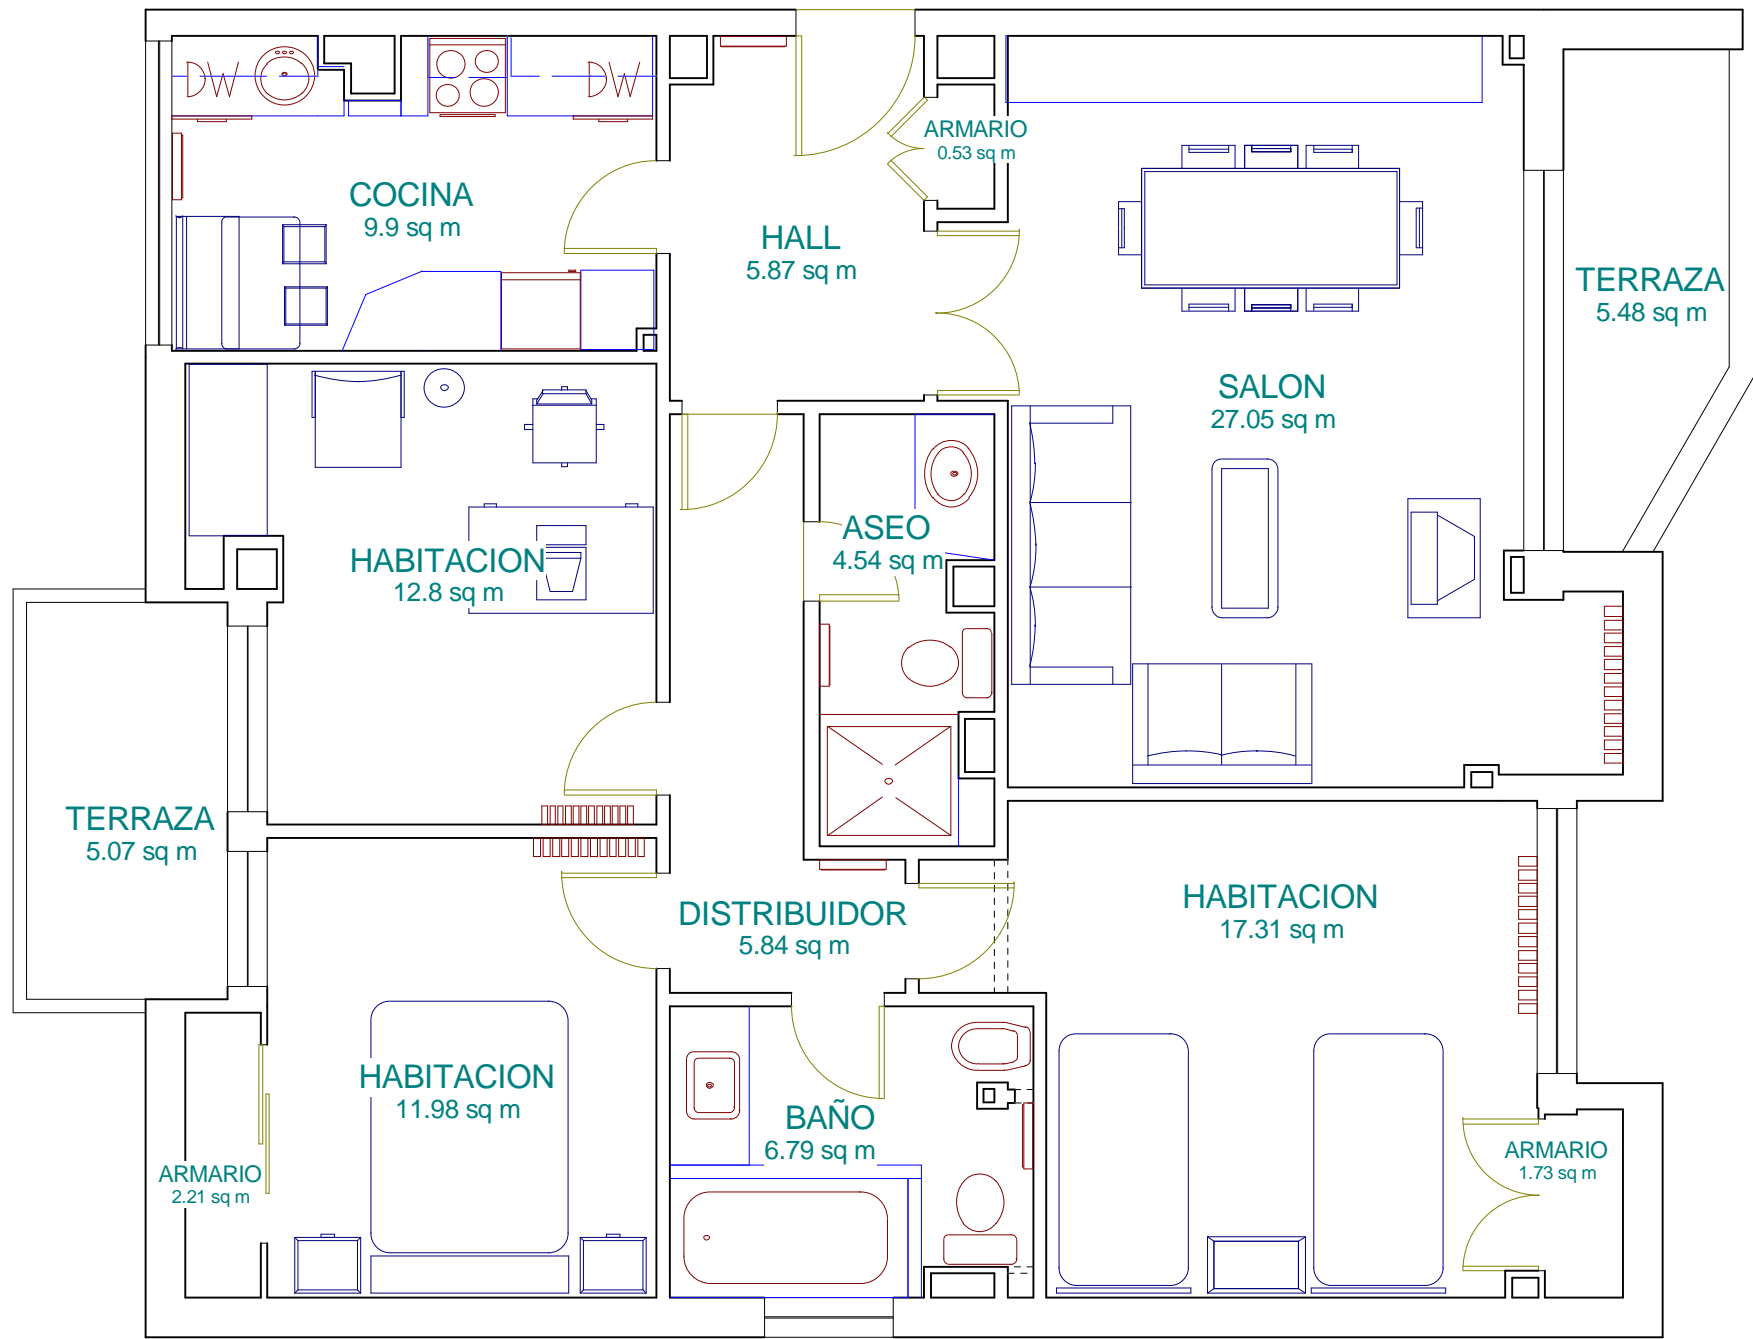 DW
DW
ARMARIO
0.53 sq m
COCINA
9.9 sq m
HALL
5.87 sq m
TERRAZA
5.48 sq m
SALON
27.05 sq m
ASEO
4.54 sq m
HABITACION
12.8 sq m
TERRAZA
5.07 sq m
DISTRIBUIDOR
5.84 sq m
HABITACION
17.31 sq m
HABITACION
11.98 sq m
BAÑO
6.79 sq m
ARMARIO
2.21 sq m
ARMARIO
1.73 sq m